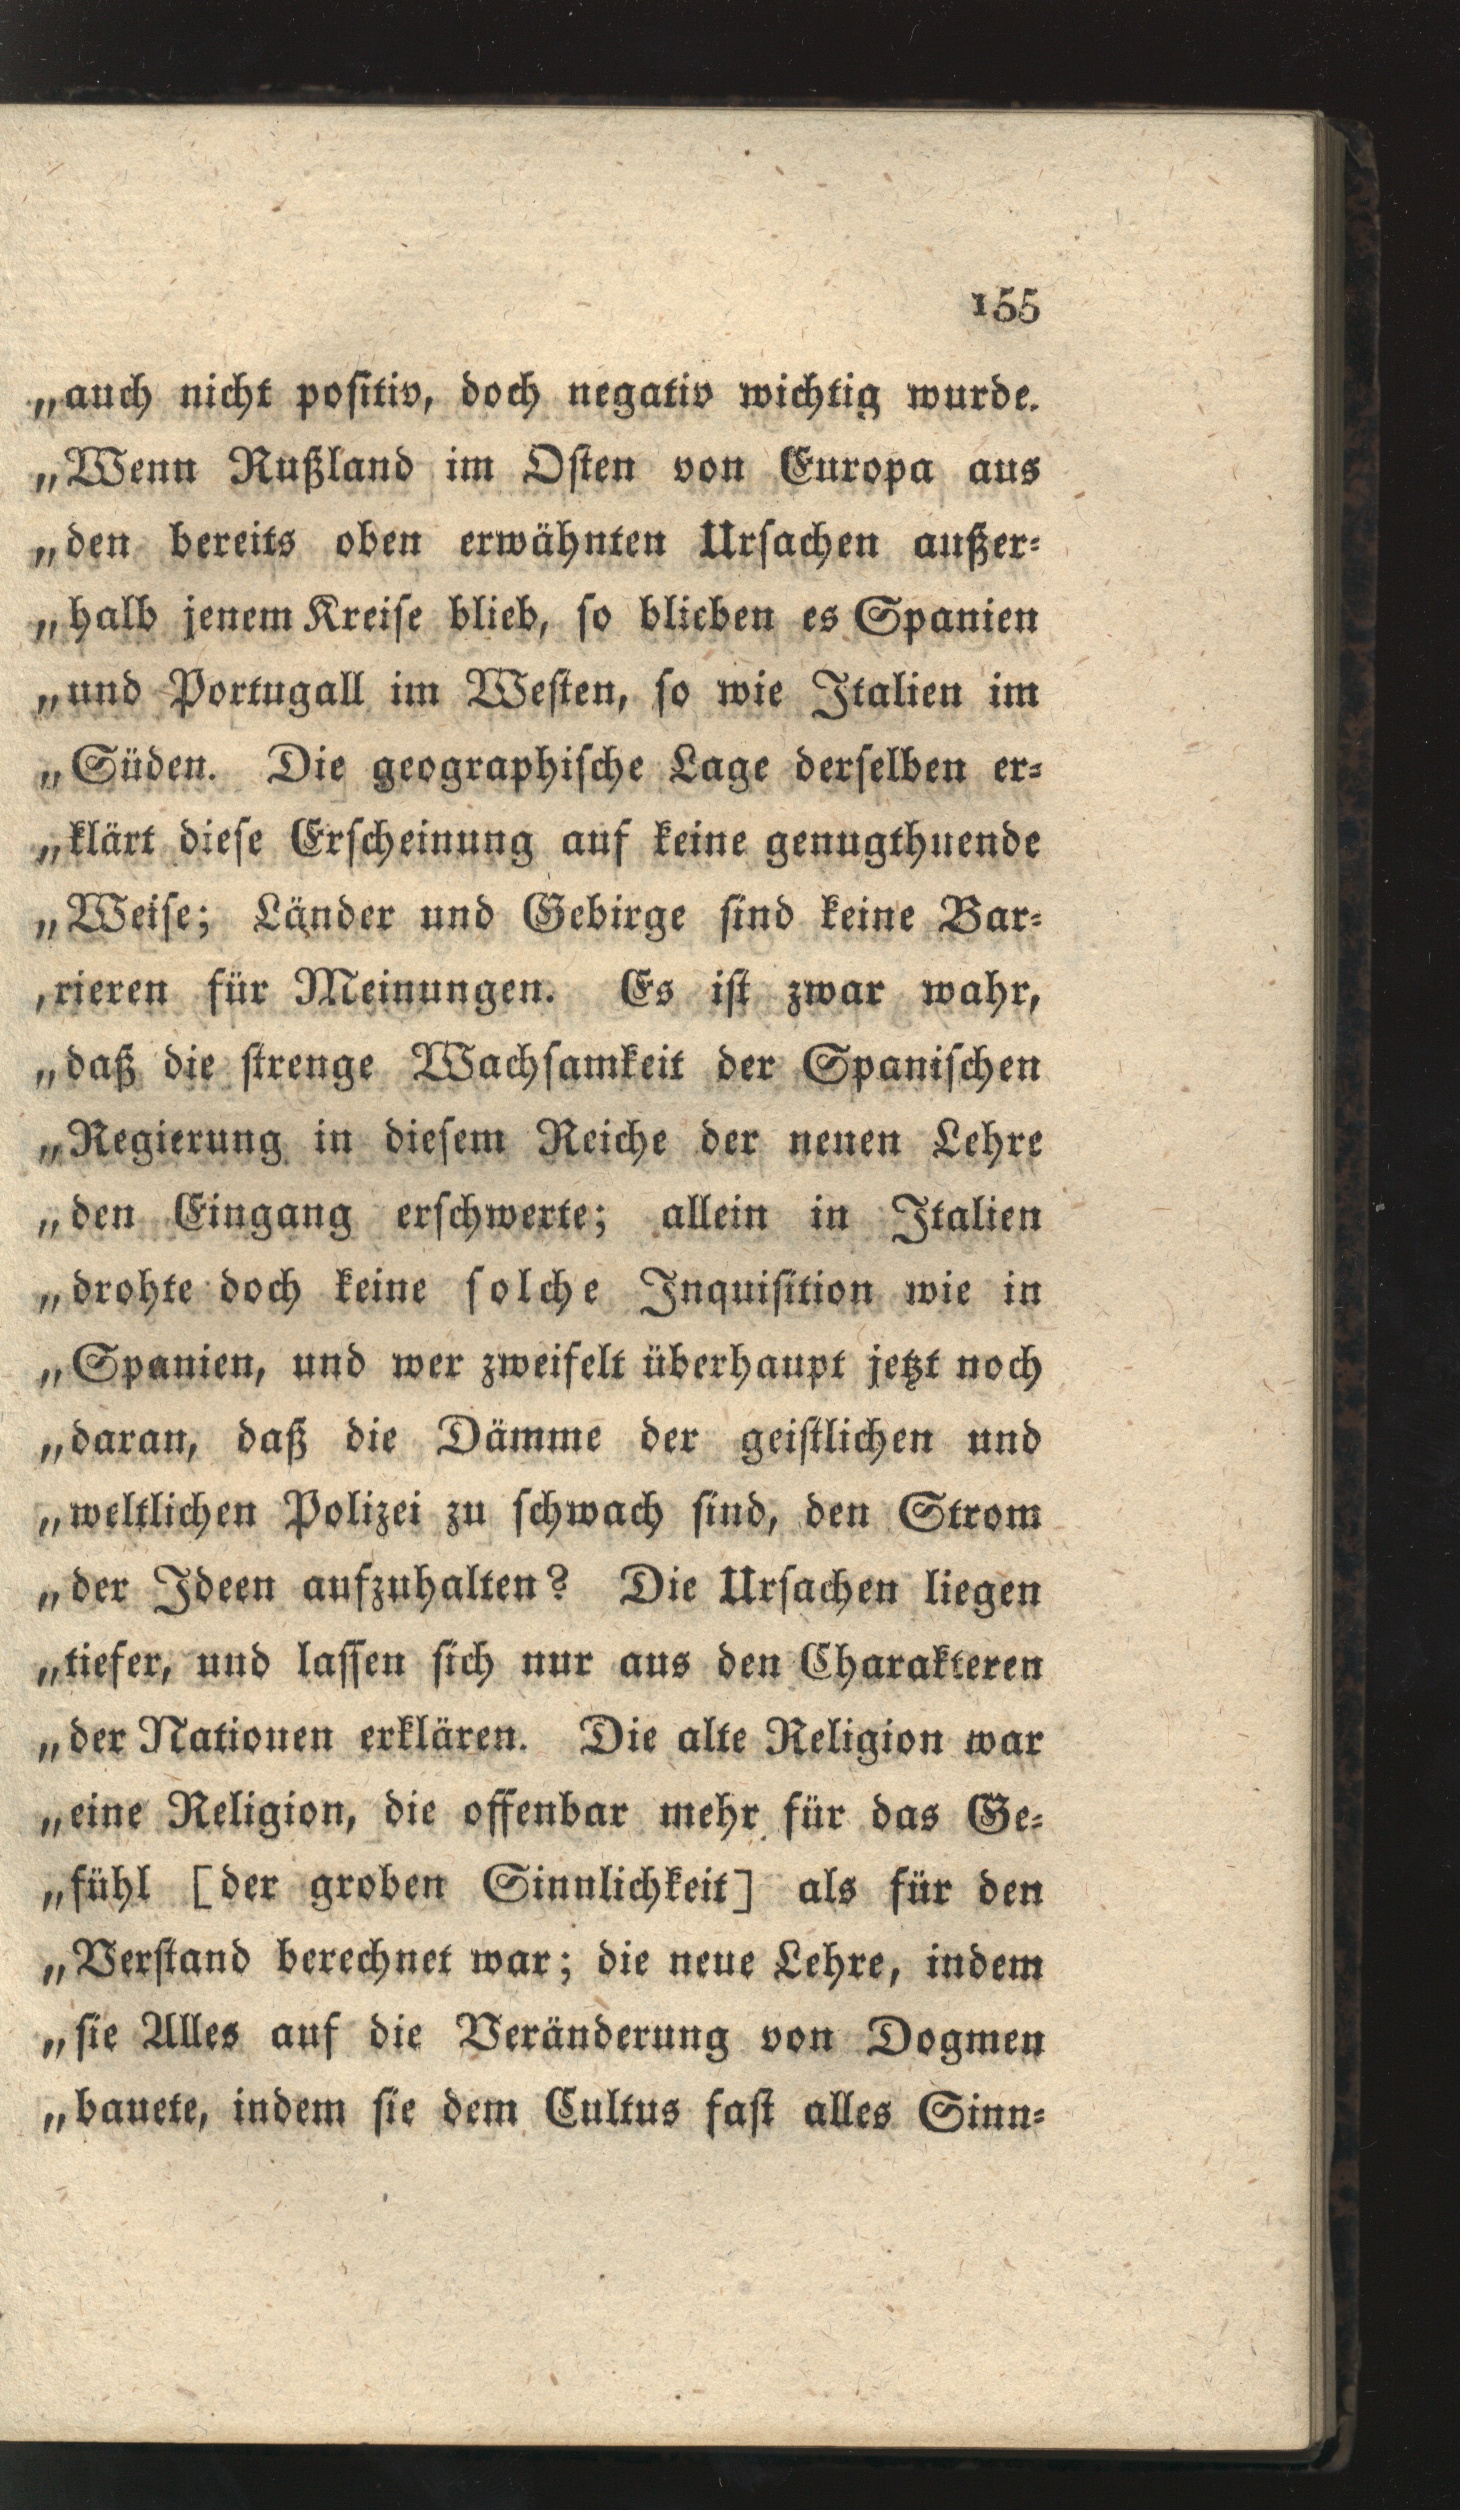 155
„auch nicht poſitiv, doch negativ wichtig wurde.
„Wenn Rußland im Oſten von Europa aus
„den bereits oben erwähnten Urſachen außer⸗
„halb jenem Kreiſe blieb, ſo blieben es Spanien
„und Portugall im Weſten, ſo wie Italien im
„Süden. Die geographiſche Lage derſelben er⸗
„klärt dieſe Erſcheinung auf keine genugthuende
„Weiſe; Länder und Gebirge ſind keine Bar⸗
‚rieren für Meinungen. Es iſt zwar wahr,
„daß die ſtrenge Wachſamkeit der Spaniſchen
„Regierung in dieſem Reiche der neuen Lehre
„den Eingang erſchwerte; allein in Italien
„drohte doch keine ſolche Inquiſition wie in
„Spanien, und wer zweifelt überhaupt jetzt noch
„daran, daß die Dämme der geiſtlichen und
„weltlichen Polizei zu ſchwach ſind, den Strom
„der Ideen aufzuhalten? Die Urſachen liegen
„tiefer, und laſſen ſich nur aus den Charakteren
„der Nationen erklären. Die alte Religion war
„eine Religion, die offenbar mehr für das Ge⸗
„fühl [der groben Sinnlichkeit] als für den
„Verſtand berechnet war; die neue Lehre, indem
„ſie Alles auf die Veränderung von Dogmen
„bauete, indem ſie dem Cultus faſt alles Sinn⸗